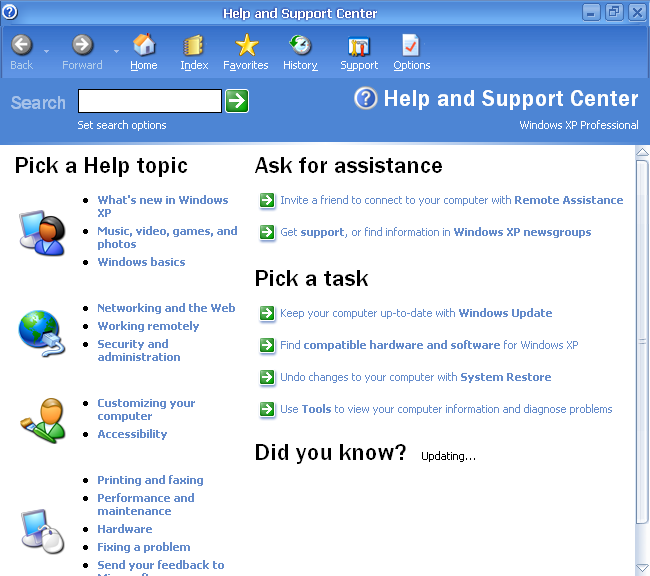 Help and Support Center
Back
Forward
Home
Index
Favorites
History
Support
Options
Search
Set search options
Help and Support Center
Windows XP Professional
Pick a Help topic
What's new in Windows
XP
Music, video, games, and
photos
Windows basics
Networking and the Web
Working remotely
Security and
administration
Customizing your
computer
Accessibility
Printing and faxing
Performance and
maintenance
Hardware
Fixing a problem
Send your feedback to
Ask for assistance
Invite a friend to connect to your computer with Remote Assistance
Get support, or find information in Windows XP newsgroups
Pick a task
Keep your computer up-to-date with Windows Update
Find compatible hardware and software for Windows XP
Undo changes to your computer with System Restore
Use Tools to view your computer information and diagnose problems
Did you know? Updating...